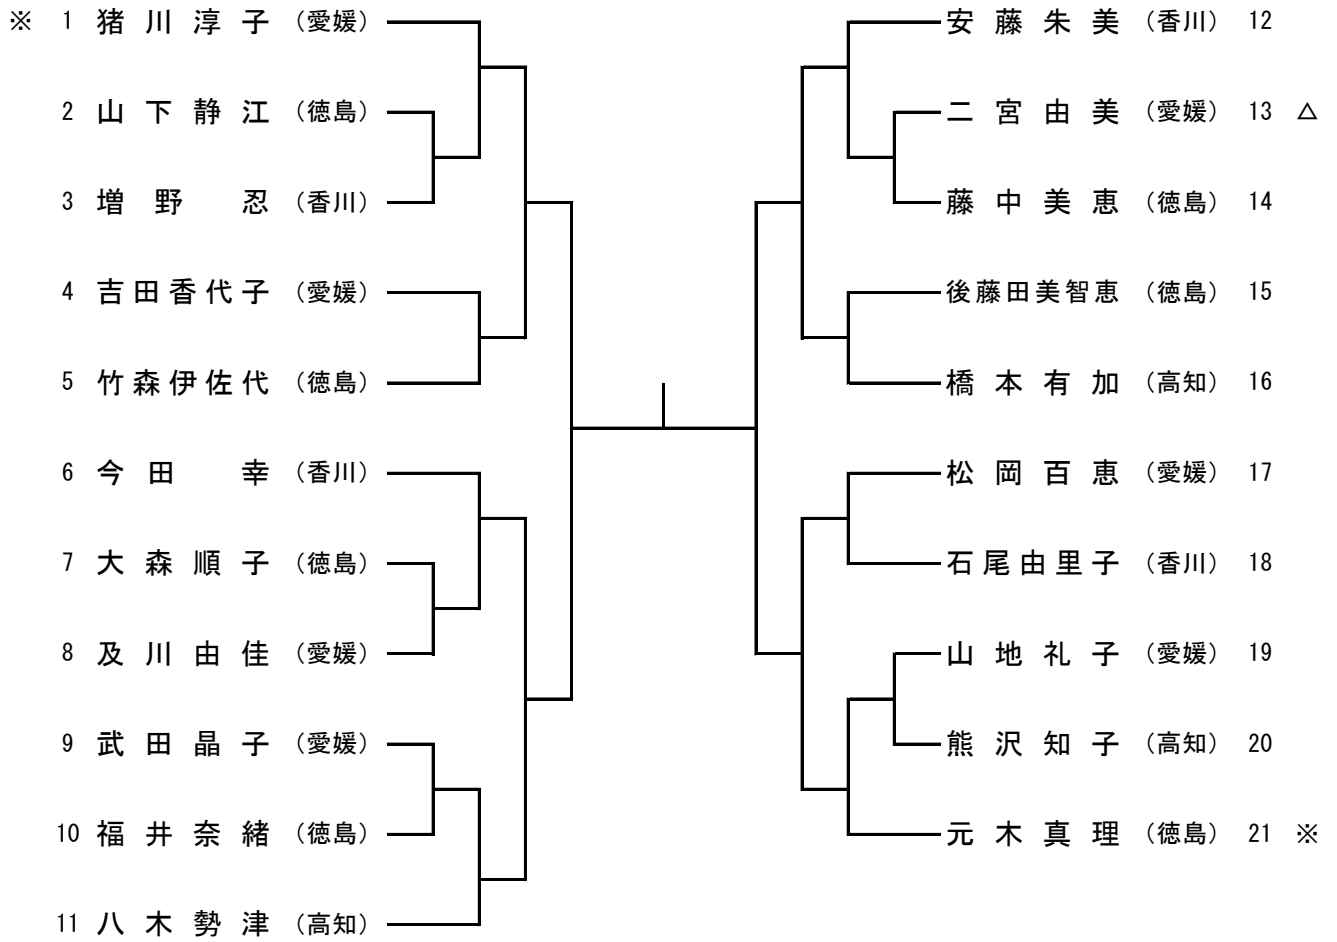 ※ 1 猪川淳子 (愛媛)
2 山下静江 (徳島)
3 増野 忍 (香川)
4 吉田香代子 (愛媛)
5 竹森伊佐代 (徳島)
6 今田 幸 (香川)
7 大森順子 (徳島)
8 及川由佳 (愛媛)
9 武田晶子 (愛媛)
10 福井奈緒 (徳島)
11 八木勢津 (高知)
安藤朱美 (香川) 12
二宮由美 (愛媛) 13 △
藤中美恵 (徳島) 14
後藤田美智恵 (徳島) 15
橋本有加 (高知) 16
松岡百恵 (愛媛) 17
石尾由里子 (香川) 18
山地礼子 (愛媛) 19
熊沢知子 (高知) 20
元木真理 (徳島) 21 ※